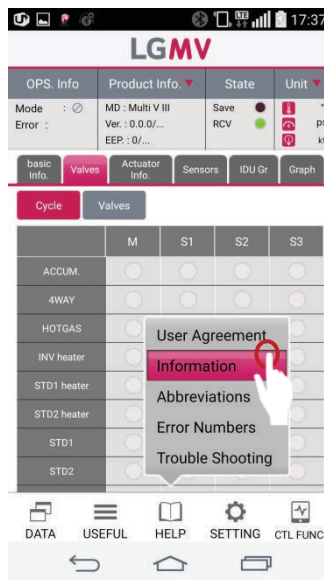 17:37
LGMV
OPS. Info Product Info. State Unit
Mode : MD : Multi V III Save
Error : Ver. : 0.0.0/... RCV
EEP. : 0/...
basic Info. Valves Actuator Info. Sensors IDU Gr Graph
Cycle Valves
M S1 S2 S3
ACCUM.
4WAY
HOTGAS
INV heater
STD1 heater
STD2 heater
STD1
STD2
User Agreement
Information
Abbreviations
Error Numbers
Trouble Shooting
DATA USEFUL HELP SETTING CTL FUNC